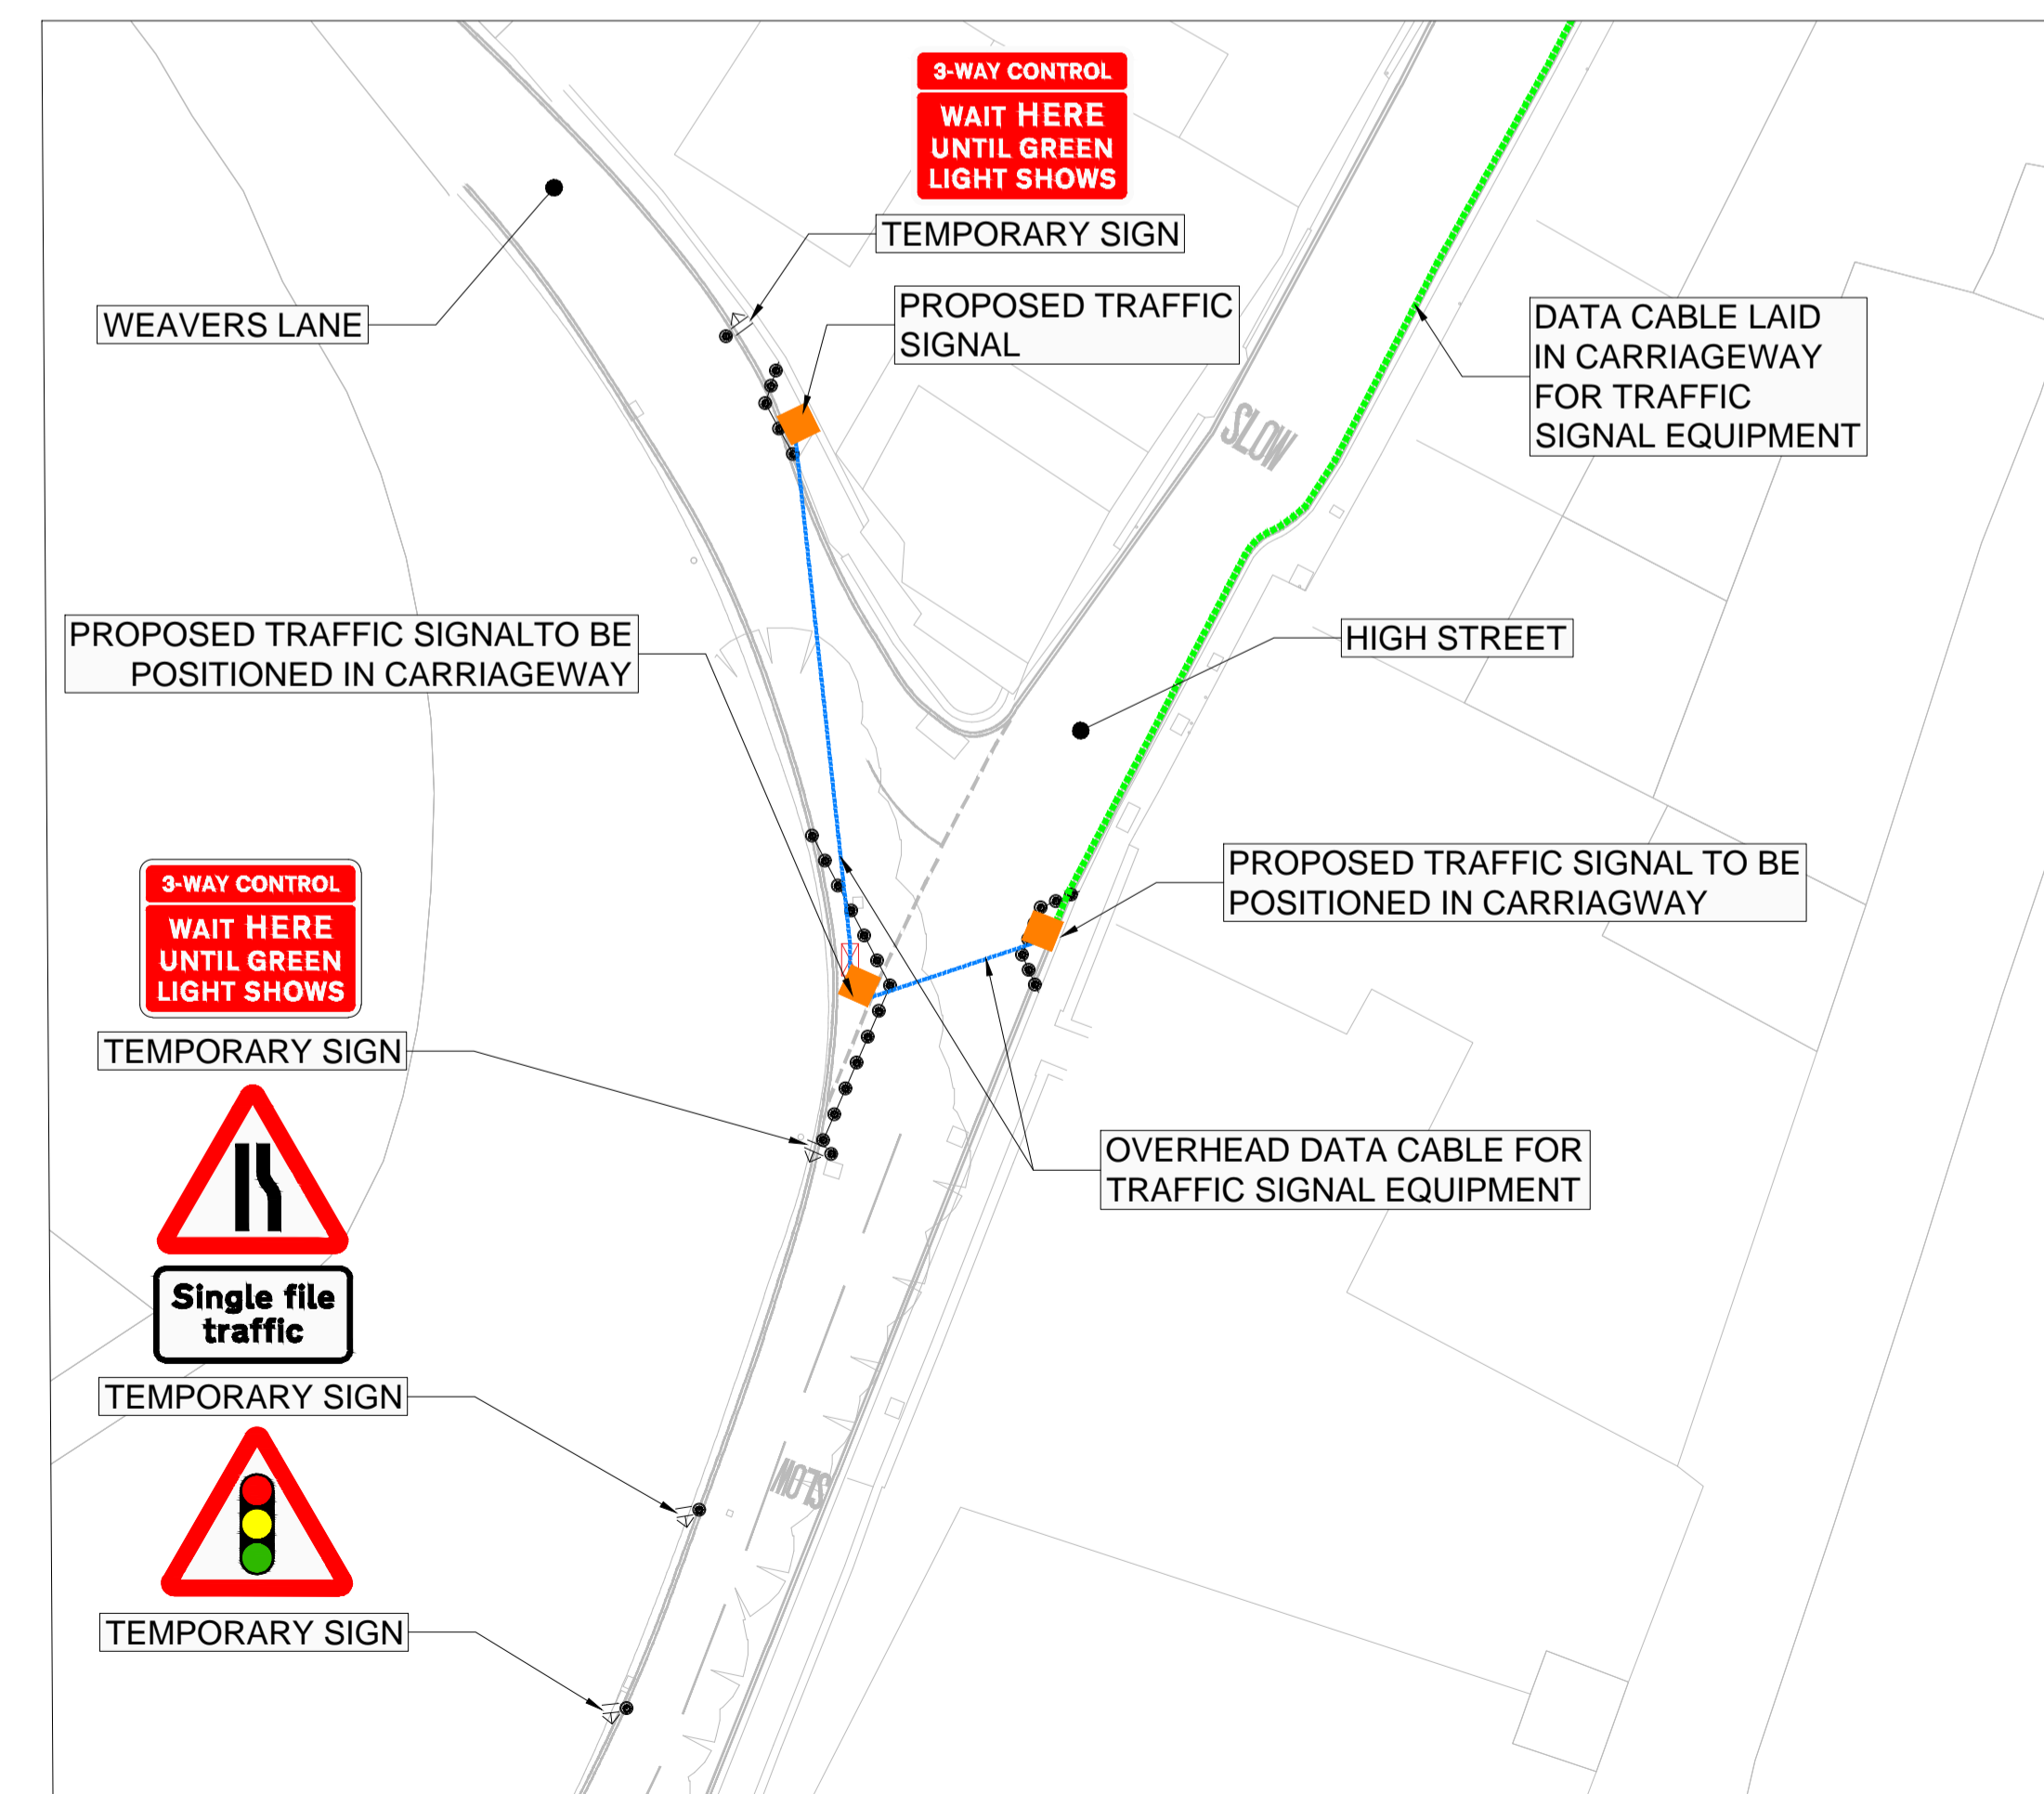 3-WAY CONTROL
WAIT HERE
UNTIL GREEN
LIGHT SHOWS
TEMPORARY SIGN
WEAVERS LANE
PROPOSED TRAFFIC
SIGNAL
DATA CABLE LAID
IN CARRIAGEWAY
FOR TRAFFIC
SIGNAL EQUIPMENT
SLOW
PROPOSED TRAFFIC SIGNALTO BE
POSITIONED IN CARRIAGEWAY
HIGH STREET
3-WAY CONTROL
WAIT HERE
UNTIL GREEN
LIGHT SHOWS
PROPOSED TRAFFIC SIGNAL TO BE
POSITIONED IN CARRIAGWAY
TEMPORARY SIGN
OVERHEAD DATA CABLE FOR
TRAFFIC SIGNAL EQUIPMENT
Single file
traffic
TEMPORARY SIGN
SLOW
TEMPORARY SIGN